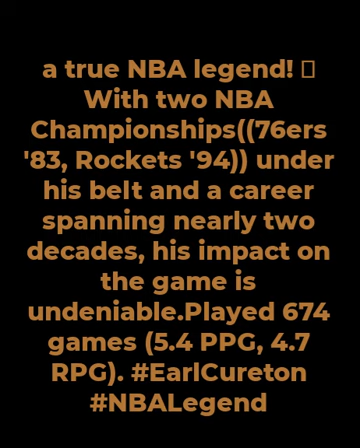 a true NBA legend! 
With two NBA
Championships((76ers
'83, Rockets '94)) under
his belt and a career
spanning nearly two
decades, his impact on
the game is
undeniable.Played 674
games (5.4 PPG, 4.7
RPG). #EarlCureton
#NBALegend